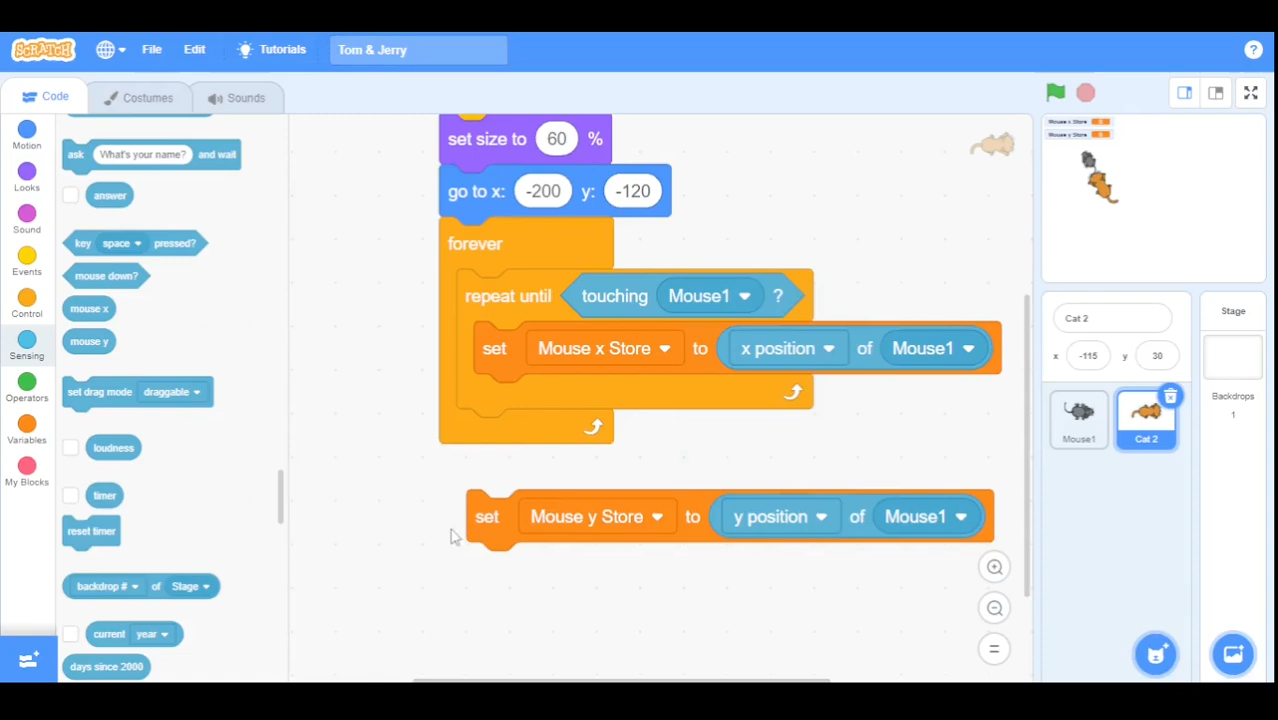 SCRATCH File Edit Tutorials Tom & Jerry ?
Code Costumes Sounds
Motion
Looks
Sound
Events
Control
Sensing
Operators
Variables
My Blocks
ask What's your name? and wait
answer
key space pressed?
mouse down?
mouse x
mouse y
set drag mode draggable
loudness
timer
reset timer
backdrop # of Stage
current year
days since 2000
set size to 60 %
go to x: -200 y: -120
forever
repeat until touching Mouse1 ?
set Mouse x Store to x position of Mouse1
set Mouse y Store to y position of Mouse1
=
Mouse x Store
Mouse y Store
Cat 2
x -115 y 30
Mouse1
Cat 2
Stage
Backdrops
1